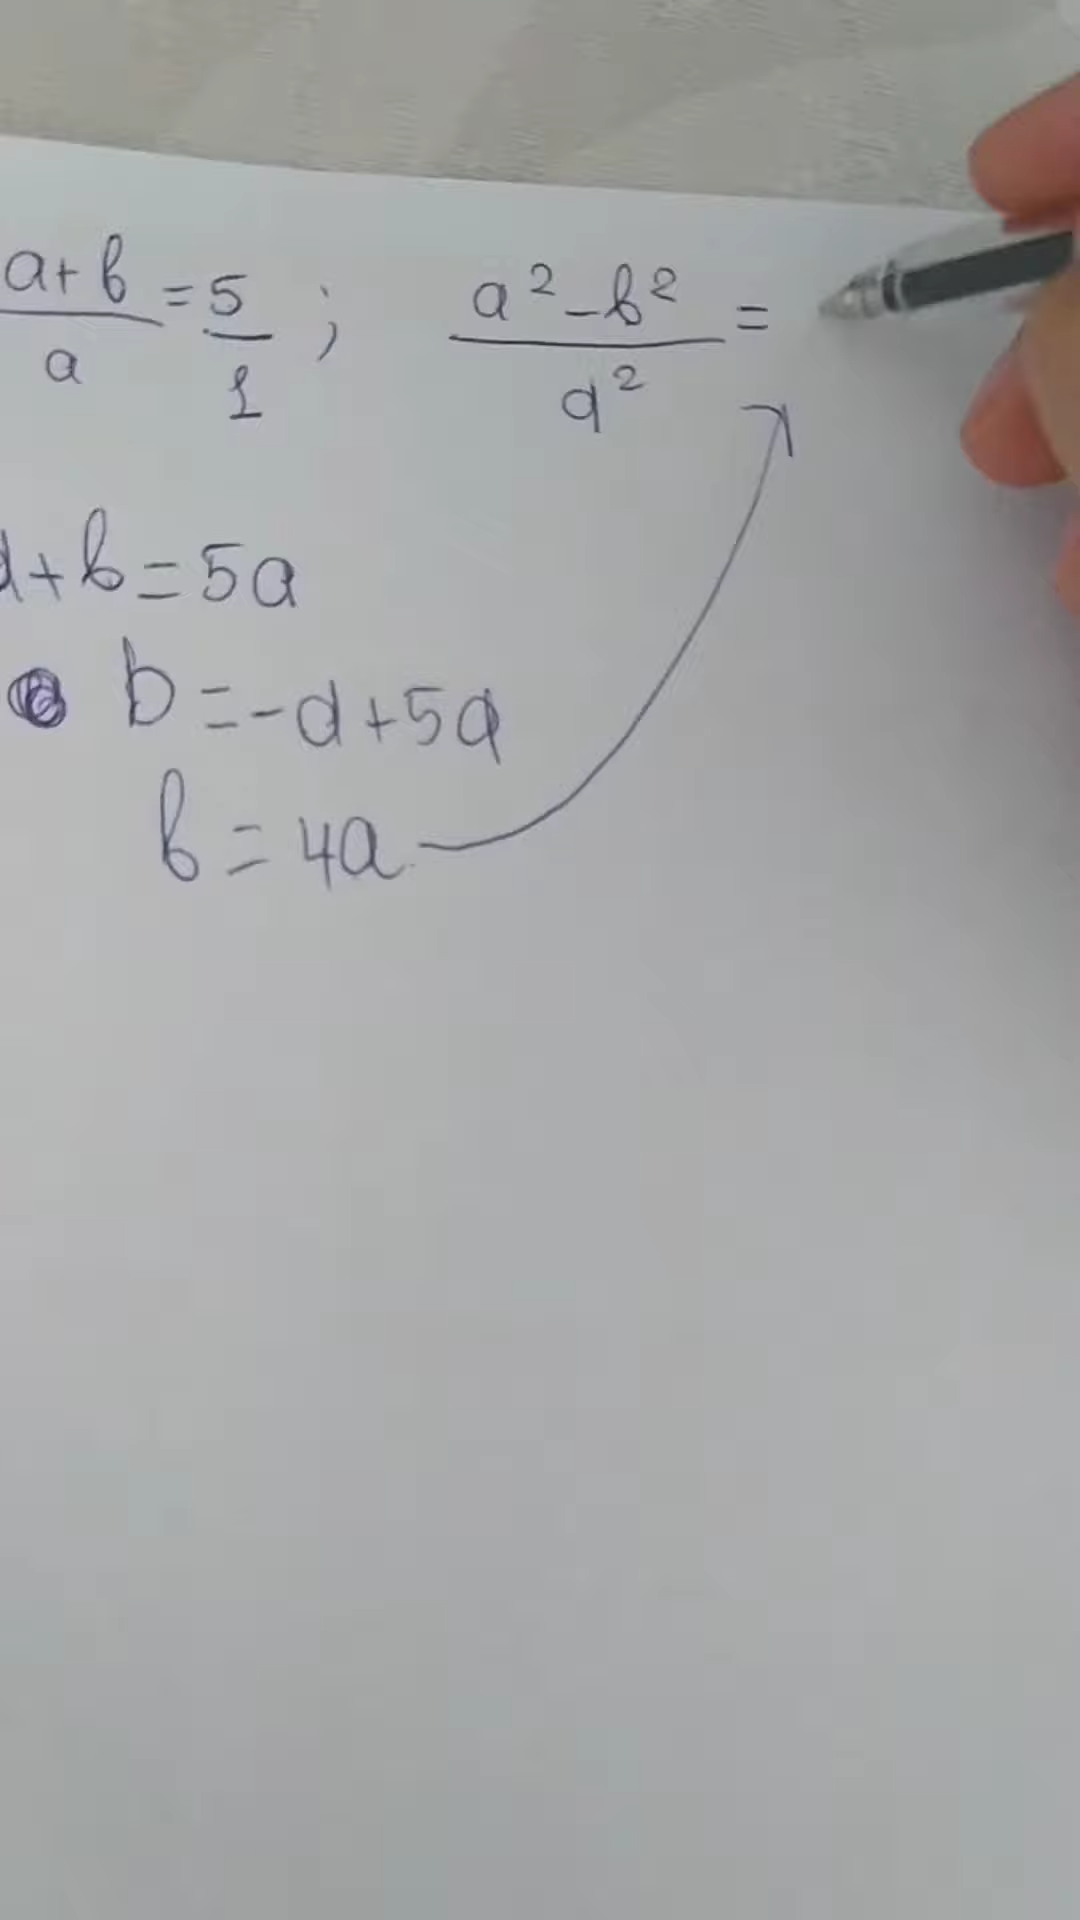 a+b/a = 5/1 ; a²-b²/a² =
a+b=5a
b=-a+5a
b=4a